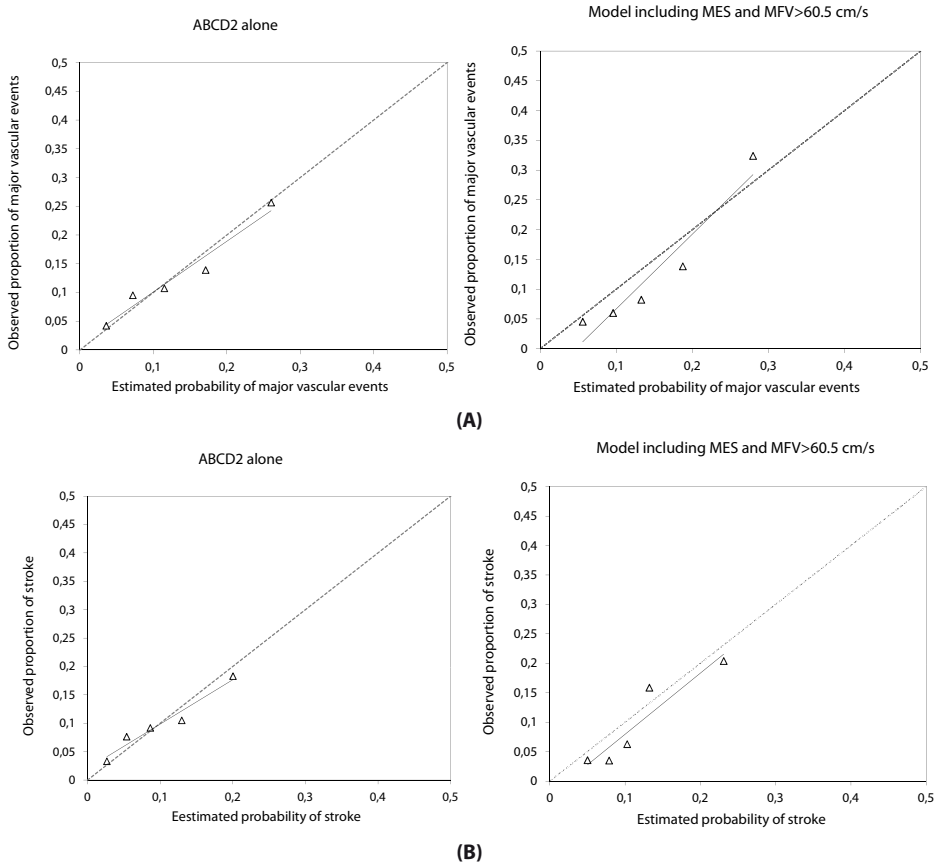 ABCD2 alone
Observed proportion of major vascular events
0,5
0,45
0,4
0,35
0,3
0,25
0,2
0,15
0,1
0,05
0
0 0,1 0,2 0,3 0,4 0,5
Estimated probability of major vascular events
Model including MES and MFV>60.5 cm/s
Observed proportion of major vascular events
0,5
0,45
0,4
0,35
0,3
0,25
0,2
0,15
0,1
0,05
0
0 0,1 0,2 0,3 0,4 0,5
Estimated probability of major vascular events
(A)
ABCD2 alone
Observed proportion of stroke
0,5
0,45
0,4
0,35
0,3
0,25
0,2
0,15
0,1
0,05
0
0 0,1 0,2 0,3 0,4 0,5
Eestimated probability of stroke
Model including MES and MFV>60.5 cm/s
Observed proportion of stroke
0,5
0,45
0,4
0,35
0,3
0,25
0,2
0,15
0,1
0,05
0
0 0,1 0,2 0,3 0,4 0,5
Estimated probability of stroke
(B)